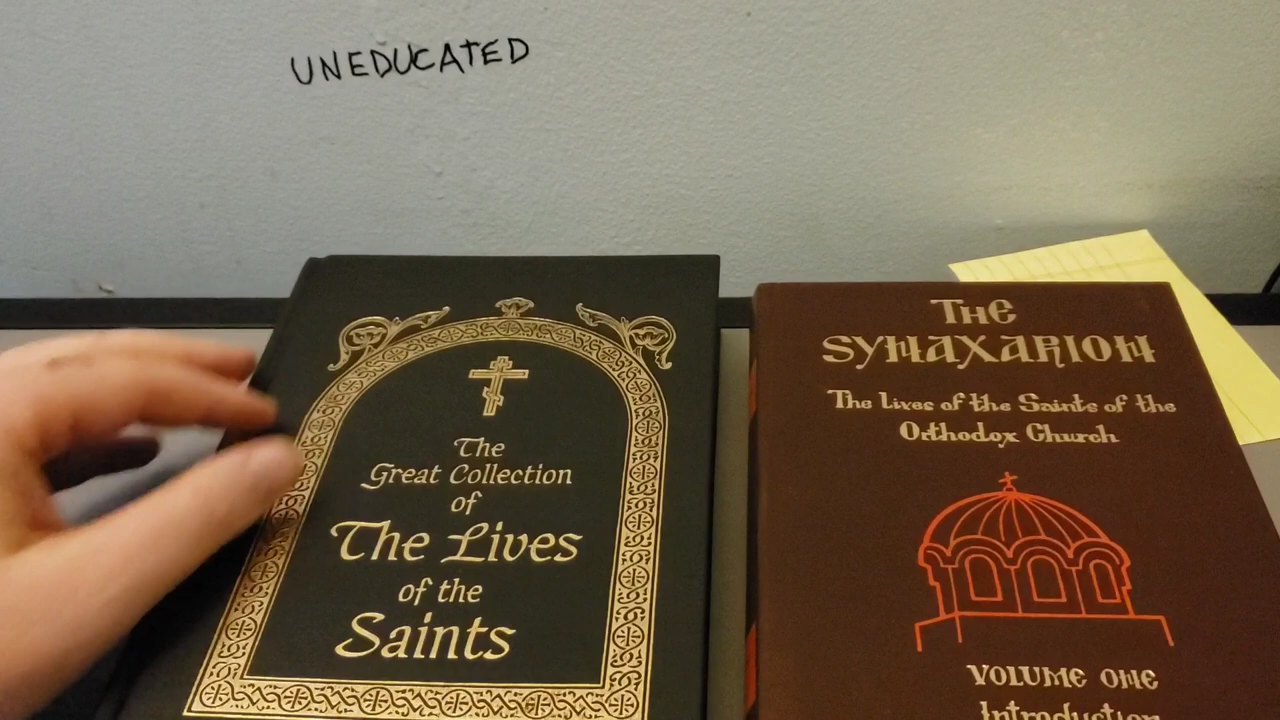 UNEDUCATED
The
Great Collection
of
The Lives
of the
Saints
THE
SYNAXARION
The Lives of the Saints of the
Orthodox Church
VOLUME ONE
Introduction